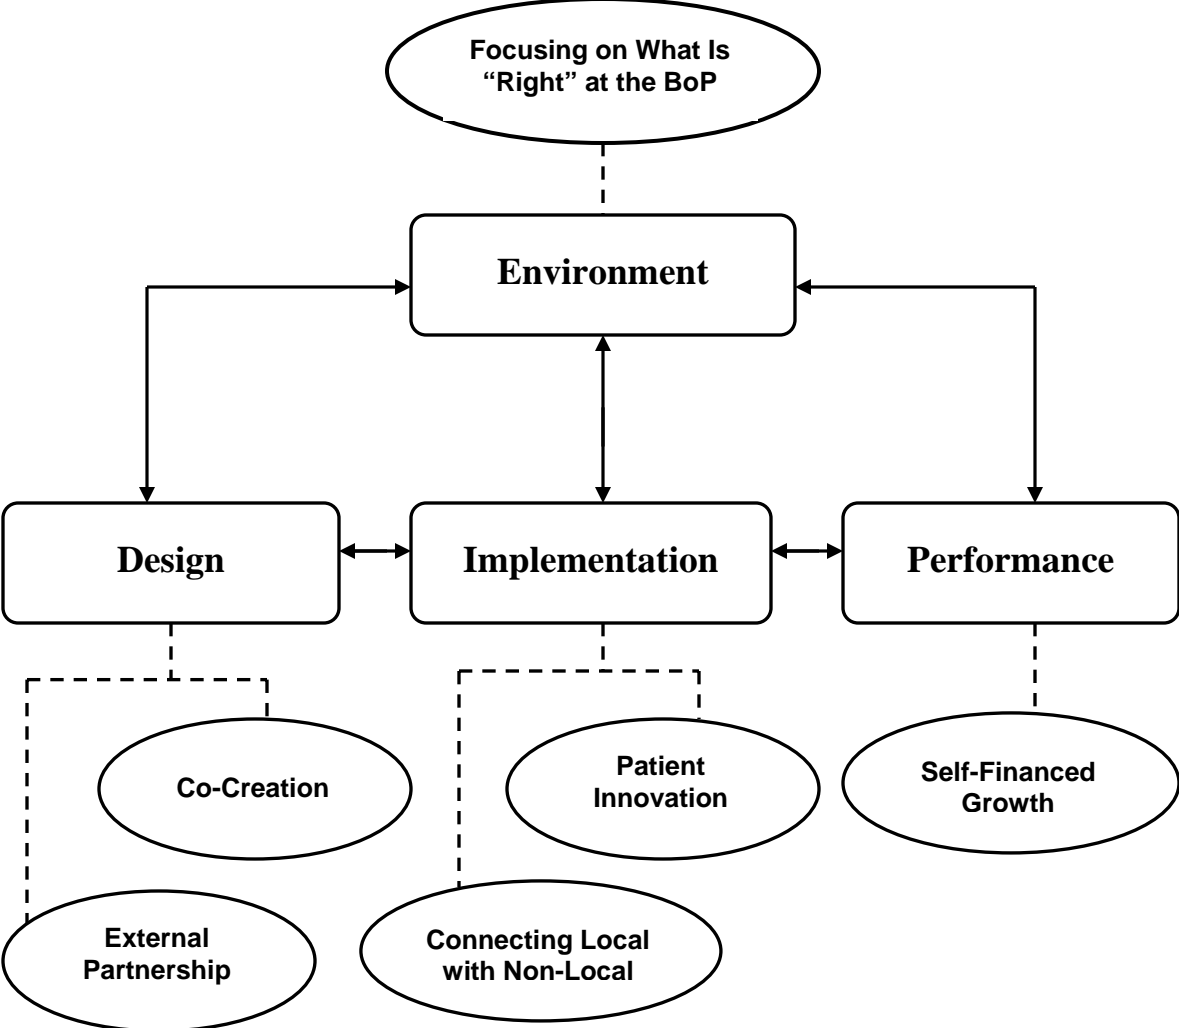 Focusing on What Is
“Right” at the BoP
Environment
Design
Implementation
Performance
Co-Creation
Patient
Innovation
Self-Financed
Growth
External
Partnership
Connecting Local
with Non-Local